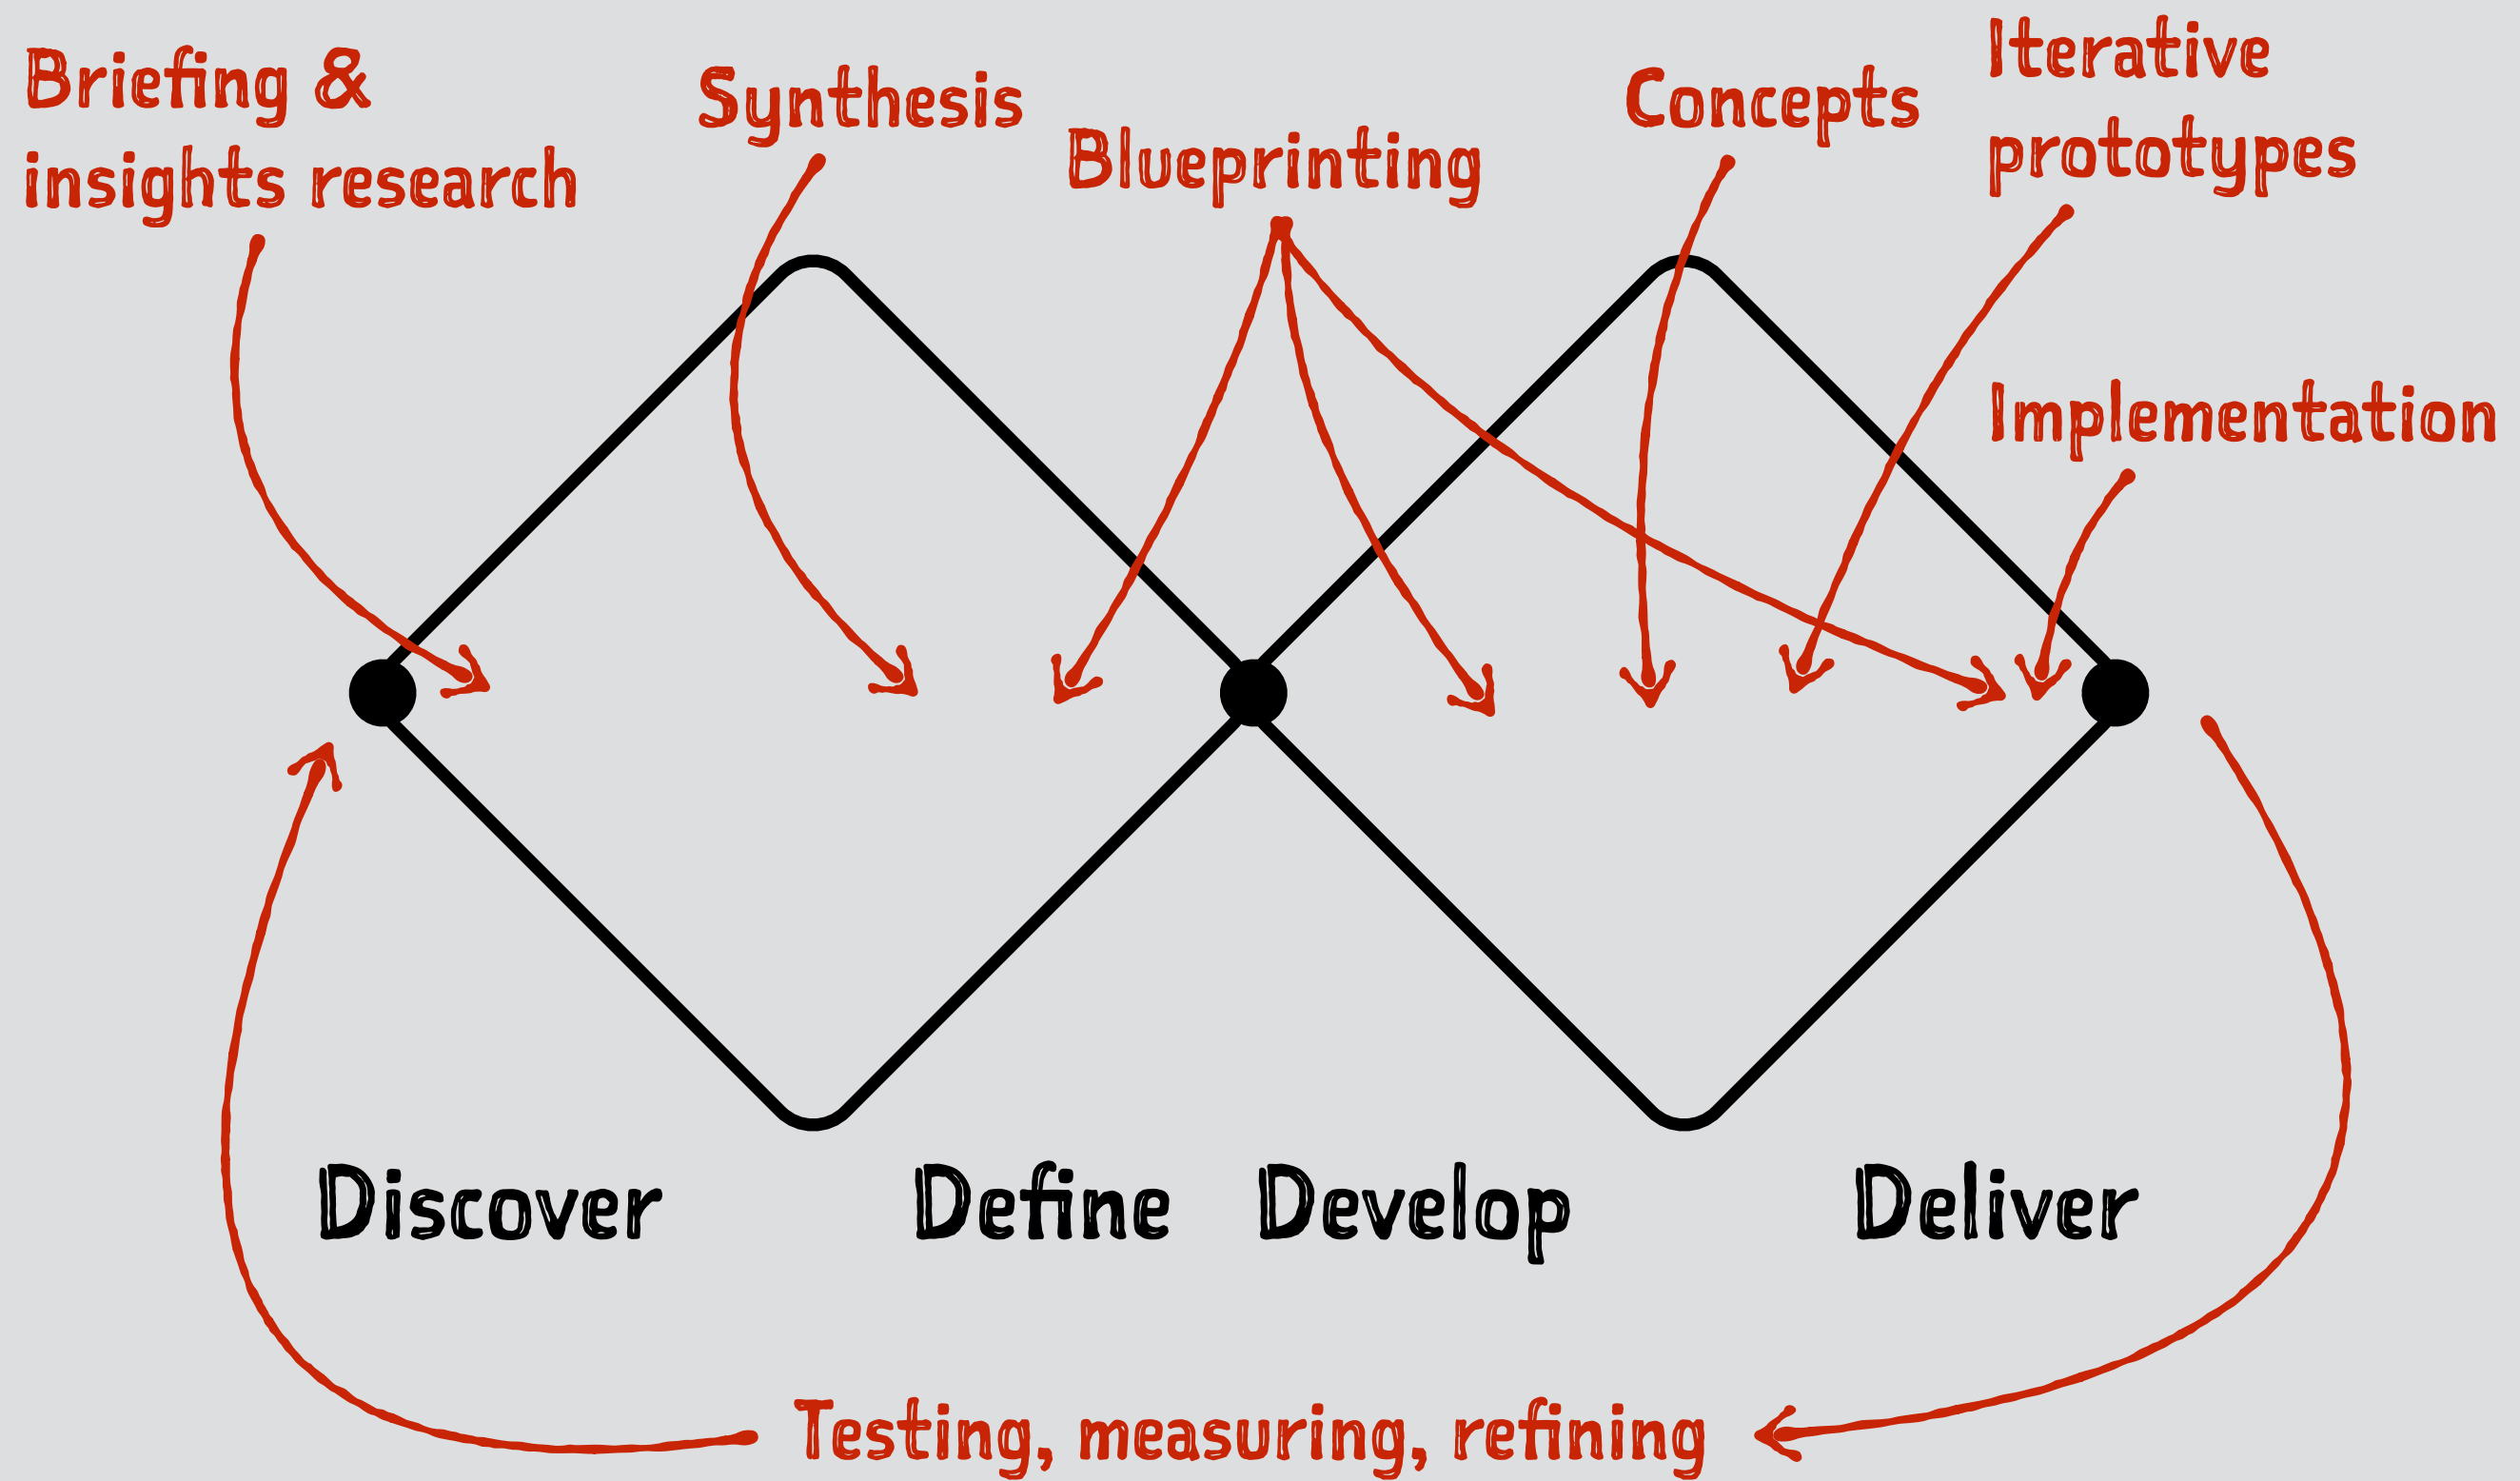 Briefing &
insights research
Synthesis
Blueprinting
Concepts
Iterative
prototypes
Implementation
Discover
Define
Develop
Deliver
Testing, measuring, refining